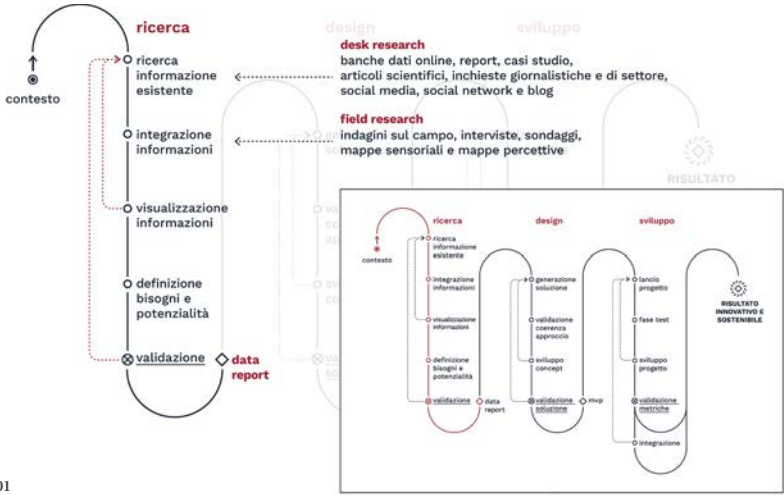 ricerca
design
sviluppo
contesto
ricerca
informazione
esistente
desk research
banche dati online, report, casi studio,
articoli scientifici, inchieste giornalistiche e di settore,
social media, social network e blog
integrazione
informazioni
field research
indagini sul campo, interviste, sondaggi,
mappe sensoriali e mappe percettive
RISULTATO
visualizzazione
informazioni
definizione
bisogni e
potenzialità
validazione
data
report
ricerca
design
sviluppo
contesto
ricerca
informazione
esistente
integrazione
informazioni
visualizzazione
informazioni
definizione
bisogni e
potenzialità
validazione
data
report
generazione
soluzione
validazione
coerenza
approccio
sviluppo
concept
validazione
soluzione
mvp
lancio
progetto
fase test
sviluppo
progetto
validazione
metriche
integrazione
RISULTATO
INNOVATIVO E
SOSTENIBILE
01